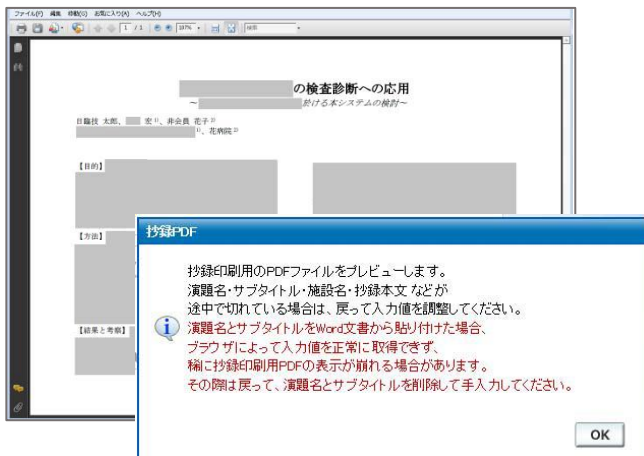 ファイル(F) 編集 移動(G) お気に入り(A) ヘルプ(H)
1 / 1 197% 検索
の検査診断への応用
～ 於ける本システムの検討～
日臨技 太郎、 宏 1)、非会員 花子 2)
1)、花病院 2)
【目的】
【方法】
【結果と考察】
抄録PDF
抄録印刷用のPDFファイルをプレビューします。
演題名・サブタイトル・施設名・抄録本文 などが
途中で切れている場合は、戻って入力値を調整してください。
演題名とサブタイトルをWord文書から貼り付けた場合、
ブラウザによって入力値を正常に取得できず、
稀に抄録印刷用PDFの表示が崩れる場合があります。
その際は戻って、演題名とサブタイトルを削除して手入力してください。
OK